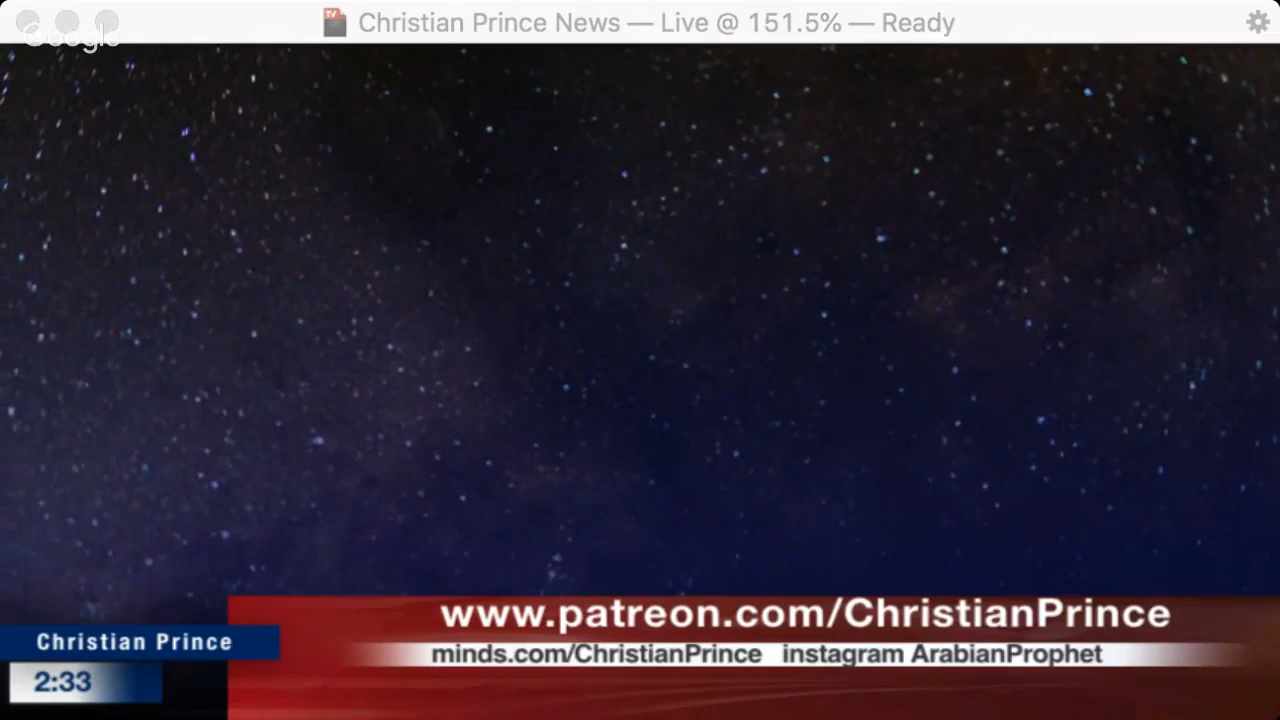 Google
Christian Prince News — Live @ 151.5% — Ready
www.patreon.com/ChristianPrince
Christian Prince
minds.com/ChristianPrince instagram ArabianProphet
2:33